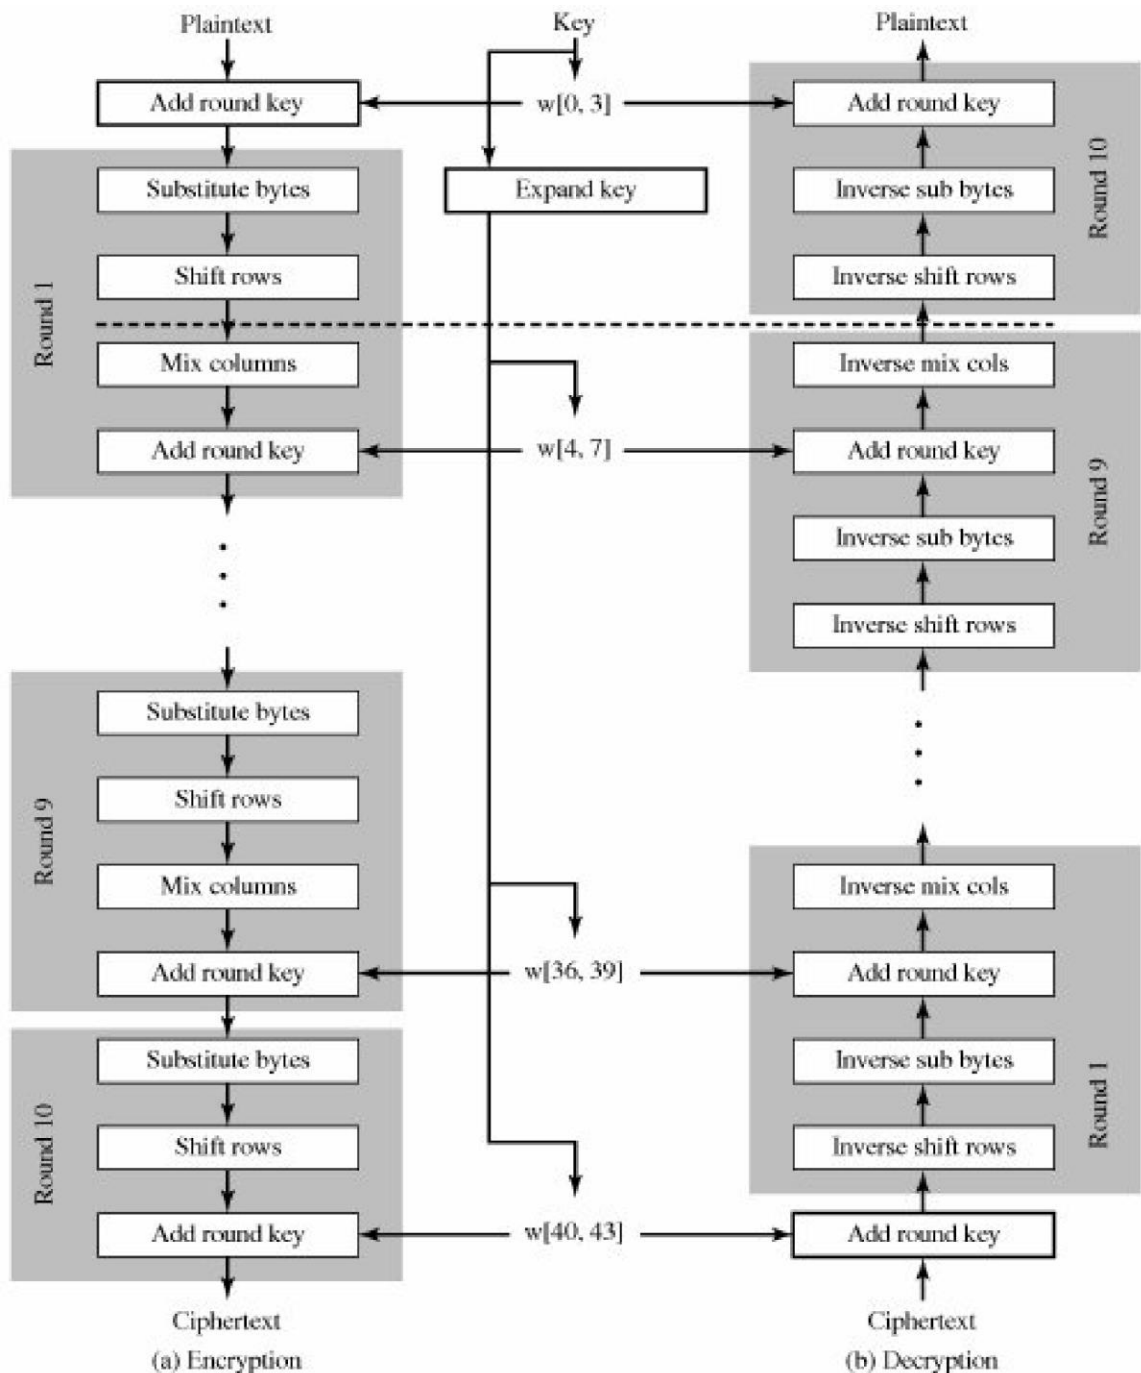 Plaintext
Key
Plaintext
Add round key
w[0, 3]
Add round key
Substitute bytes
Expand key
Inverse sub bytes
Round 10
Shift rows
Inverse shift rows
Round 1
Mix columns
Inverse mix cols
Add round key
w[4, 7]
Add round key
Round 9
Inverse sub bytes
Inverse shift rows
Substitute bytes
Shift rows
Round 9
Mix columns
Inverse mix cols
Add round key
w[36, 39]
Add round key
Substitute bytes
Inverse sub bytes
Round 1
Round 10
Shift rows
Inverse shift rows
Add round key
w[40, 43]
Add round key
Ciphertext
Ciphertext
(a) Encryption
(b) Decryption